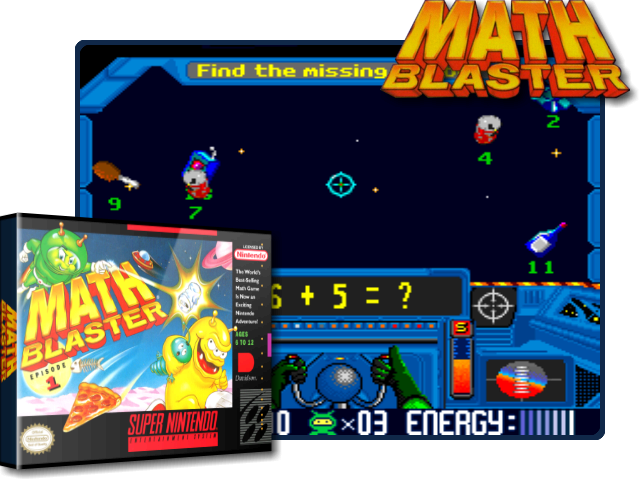 MATH
BLASTER
Find the missing
2
4
9
7
11
6 + 5 = ?
S
0 ×03 ENERGY:
LICENSED BY
Nintendo
The World's
Best-Selling
Math Game
Is Now an
Exciting
Nintendo
Adventure!
AGES
6 TO 12
MATH
BLASTER
EPISODE
1
Davidson
SUPER NINTENDO
ENTERTAINMENT SYSTEM
Nintendo
MATH
BLASTER